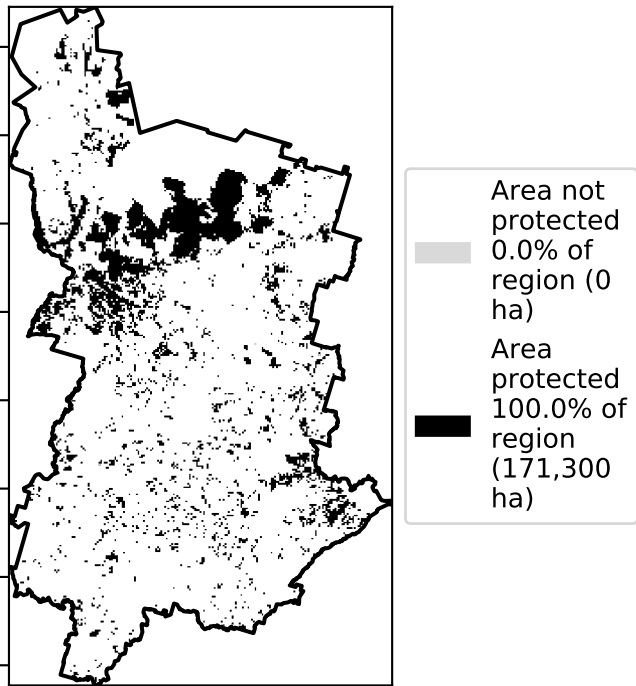 Area not
protected
0.0% of
region (0
ha)
Area
protected
100.0% of
region
(171,300
ha)